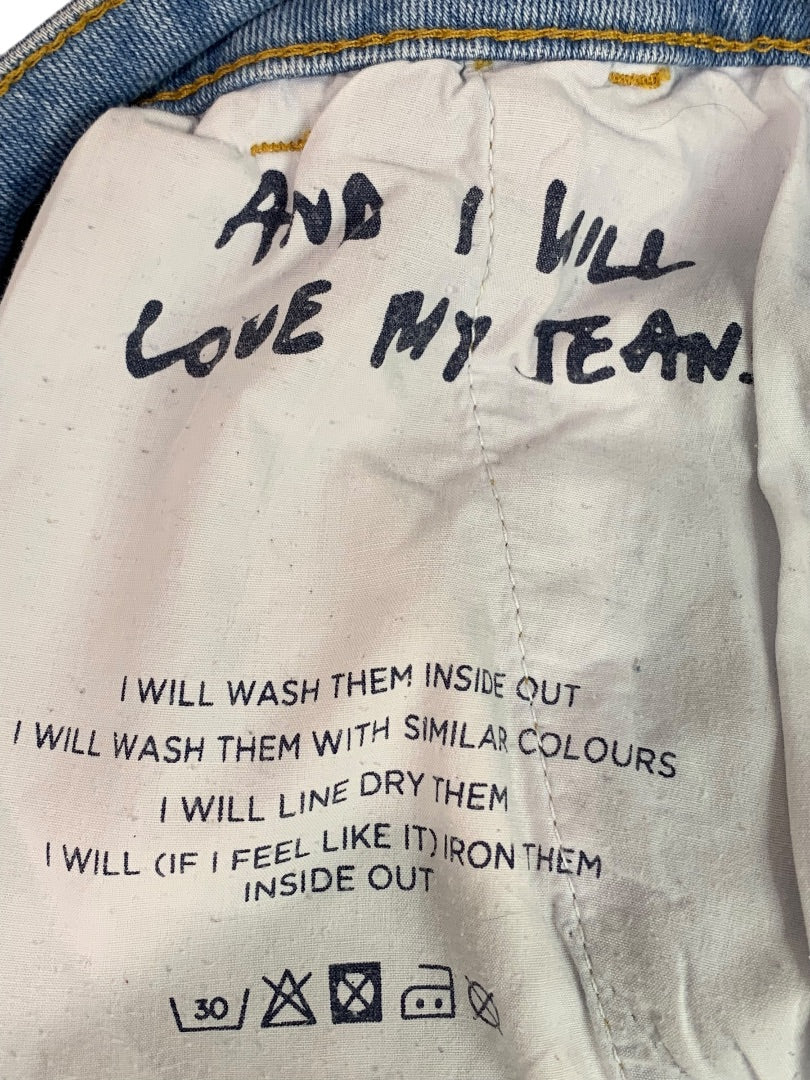 AND I WILL
LOVE MY JEAN.
I WILL WASH THEM INSIDE OUT
I WILL WASH THEM WITH SIMILAR COLOURS
I WILL LINE DRY THEM
I WILL (IF I FEEL LIKE IT) IRON THEM
INSIDE OUT
30